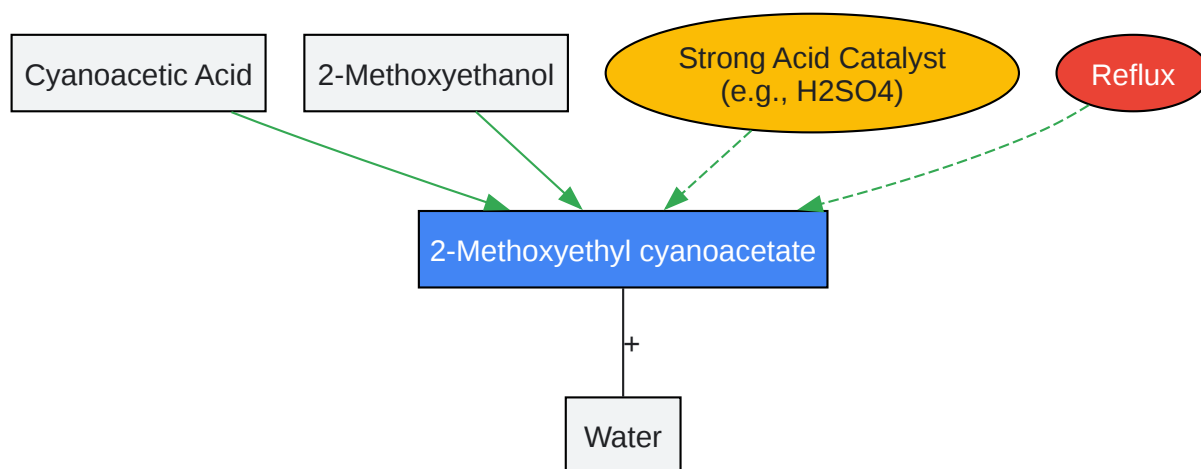 Cyanoacetic Acid
2-Methoxyethanol
Strong Acid Catalyst
(e.g., H2SO4)
Reflux
2-Methoxyethyl cyanoacetate
+
Water